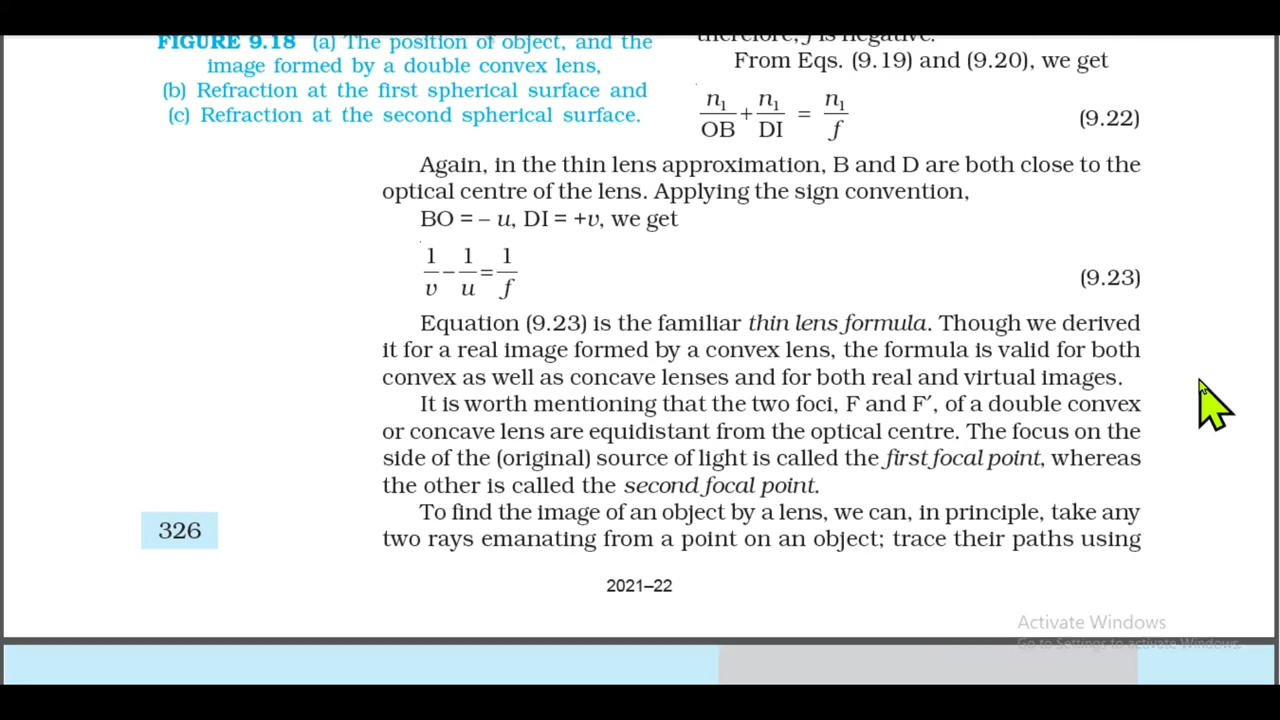 therefore, f is negative.
FIGURE 9.18 (a) The position of object, and the
image formed by a double convex lens,
(b) Refraction at the first spherical surface and
(c) Refraction at the second spherical surface.
From Eqs. (9.19) and (9.20), we get
n₁/OB + n₁/DI = n₁/f (9.22)
Again, in the thin lens approximation, B and D are both close to the
optical centre of the lens. Applying the sign convention,
BO = – u, DI = +v, we get
1/v – 1/u = 1/f (9.23)
Equation (9.23) is the familiar thin lens formula. Though we derived
it for a real image formed by a convex lens, the formula is valid for both
convex as well as concave lenses and for both real and virtual images.
It is worth mentioning that the two foci, F and F′, of a double convex
or concave lens are equidistant from the optical centre. The focus on the
side of the (original) source of light is called the first focal point, whereas
the other is called the second focal point.
To find the image of an object by a lens, we can, in principle, take any
two rays emanating from a point on an object; trace their paths using
326
2021–22
Activate Windows
Go to Settings to activate Windows.